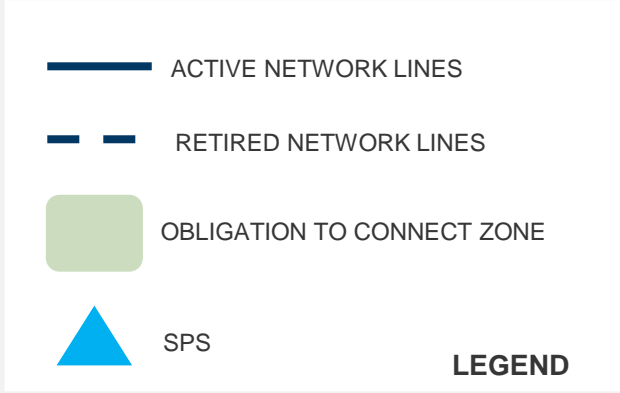 ACTIVE NETWORK LINES
RETIRED NETWORK LINES
OBLIGATION TO CONNECT ZONE
SPS
LEGEND